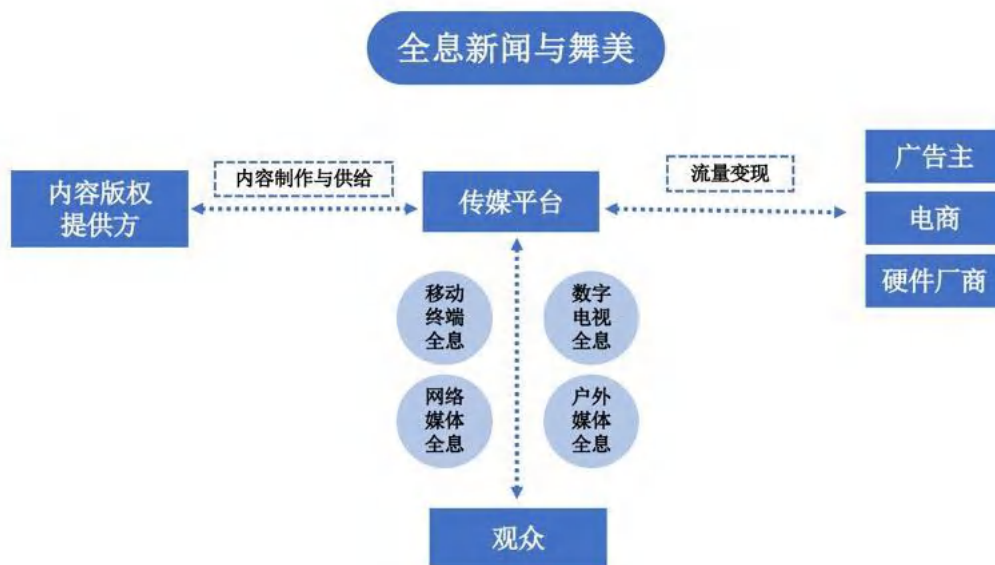 全息新闻与舞美
内容版权
提供方
内容制作与供给
传媒平台
流量变现
广告主
电商
硬件厂商
移动
终端
全息
数字
电视
全息
网络
媒体
全息
户外
媒体
全息
观众